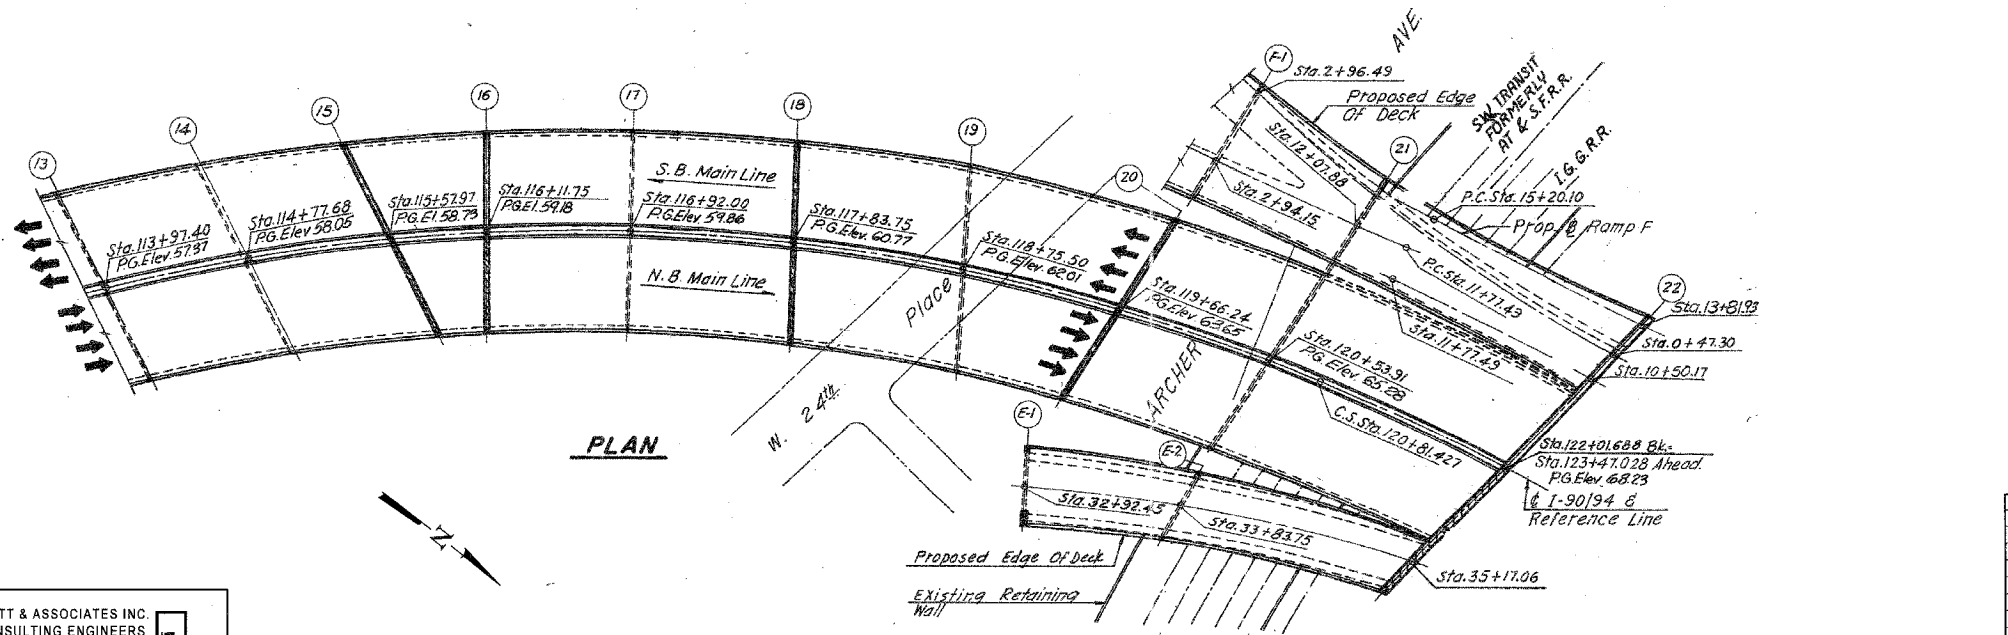 13
14
15
16
17
18
19
20
F-1
21
22
E-1
E-2
Sta.113+97.40
P.G.Elev. 57.37
Sta.114+77.68
P.G.Elev 58.05
Sta.115+57.97
P.G.El.58.73
Sta.116+11.75
P.G.El.59.18
S.B. Main Line
Sta.116+92.00
P.G.Elev 59.86
N.B. Main Line
Sta.117+83.75
P.G.Elev. 60.77
Sta.118+75.50
P.G.Elev 62.01
Sta.119+66.24
P.G.Elev 63.65
Sta.120+53.91
P.G.Elev 65.28
C.S.Sta.120+81.427
W. 24th. Place
ARCHER AVE.
Sta.2+96.49
Proposed Edge
Of Deck
Sta.12+07.88
Sta.2+94.15
SW TRANSIT
FORMERLY
AT & S.F.R.R.
I.G.G.R.R.
P.C.Sta.15+20.10
Prop. ⅊ Ramp F
P.C.Sta.11+77.49
Sta.11+77.49
Sta.13+81.93
Sta.0+47.30
Sta.10+50.17
Sta.122+01.688 Bk.=
Sta.123+47.028 Ahead
P.G.Elev. 68.23
₵ I-90/94 &
Reference Line
Sta.32+92.45
Sta.33+83.75
Sta.35+17.06
Proposed Edge Of Deck
Existing Retaining
Wall
PLAN
N
TT & ASSOCIATES INC.
NSULTING ENGINEERS